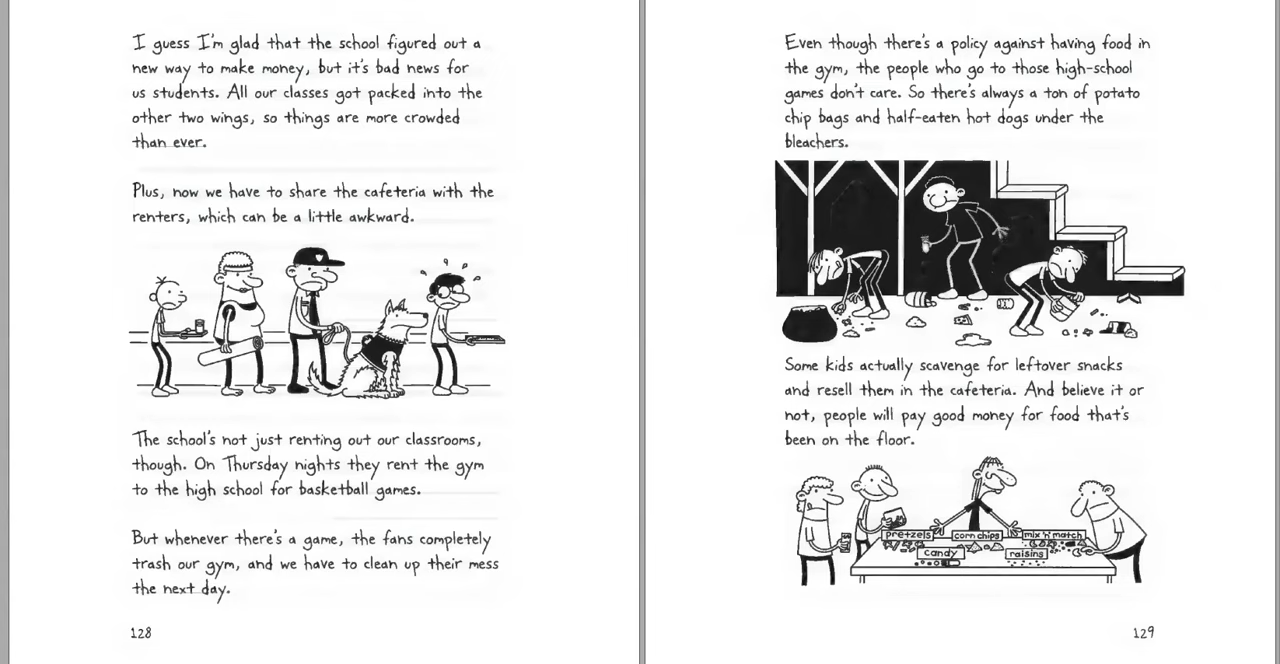 I guess I'm glad that the school figured out a
new way to make money, but it's bad news for
us students. All our classes got packed into the
other two wings, so things are more crowded
than ever.
Plus, now we have to share the cafeteria with the
renters, which can be a little awkward.
The school's not just renting out our classrooms,
though. On Thursday nights they rent the gym
to the high school for basketball games.
But whenever there's a game, the fans completely
trash our gym, and we have to clean up their mess
the next day.
128
Even though there's a policy against having food in
the gym, the people who go to those high-school
games don't care. So there's always a ton of potato
chip bags and half-eaten hot dogs under the
bleachers.
Some kids actually scavenge for leftover snacks
and resell them in the cafeteria. And believe it or
not, people will pay good money for food that's
been on the floor.
pretzels corn chips mix 'n' match
candy raisins
129